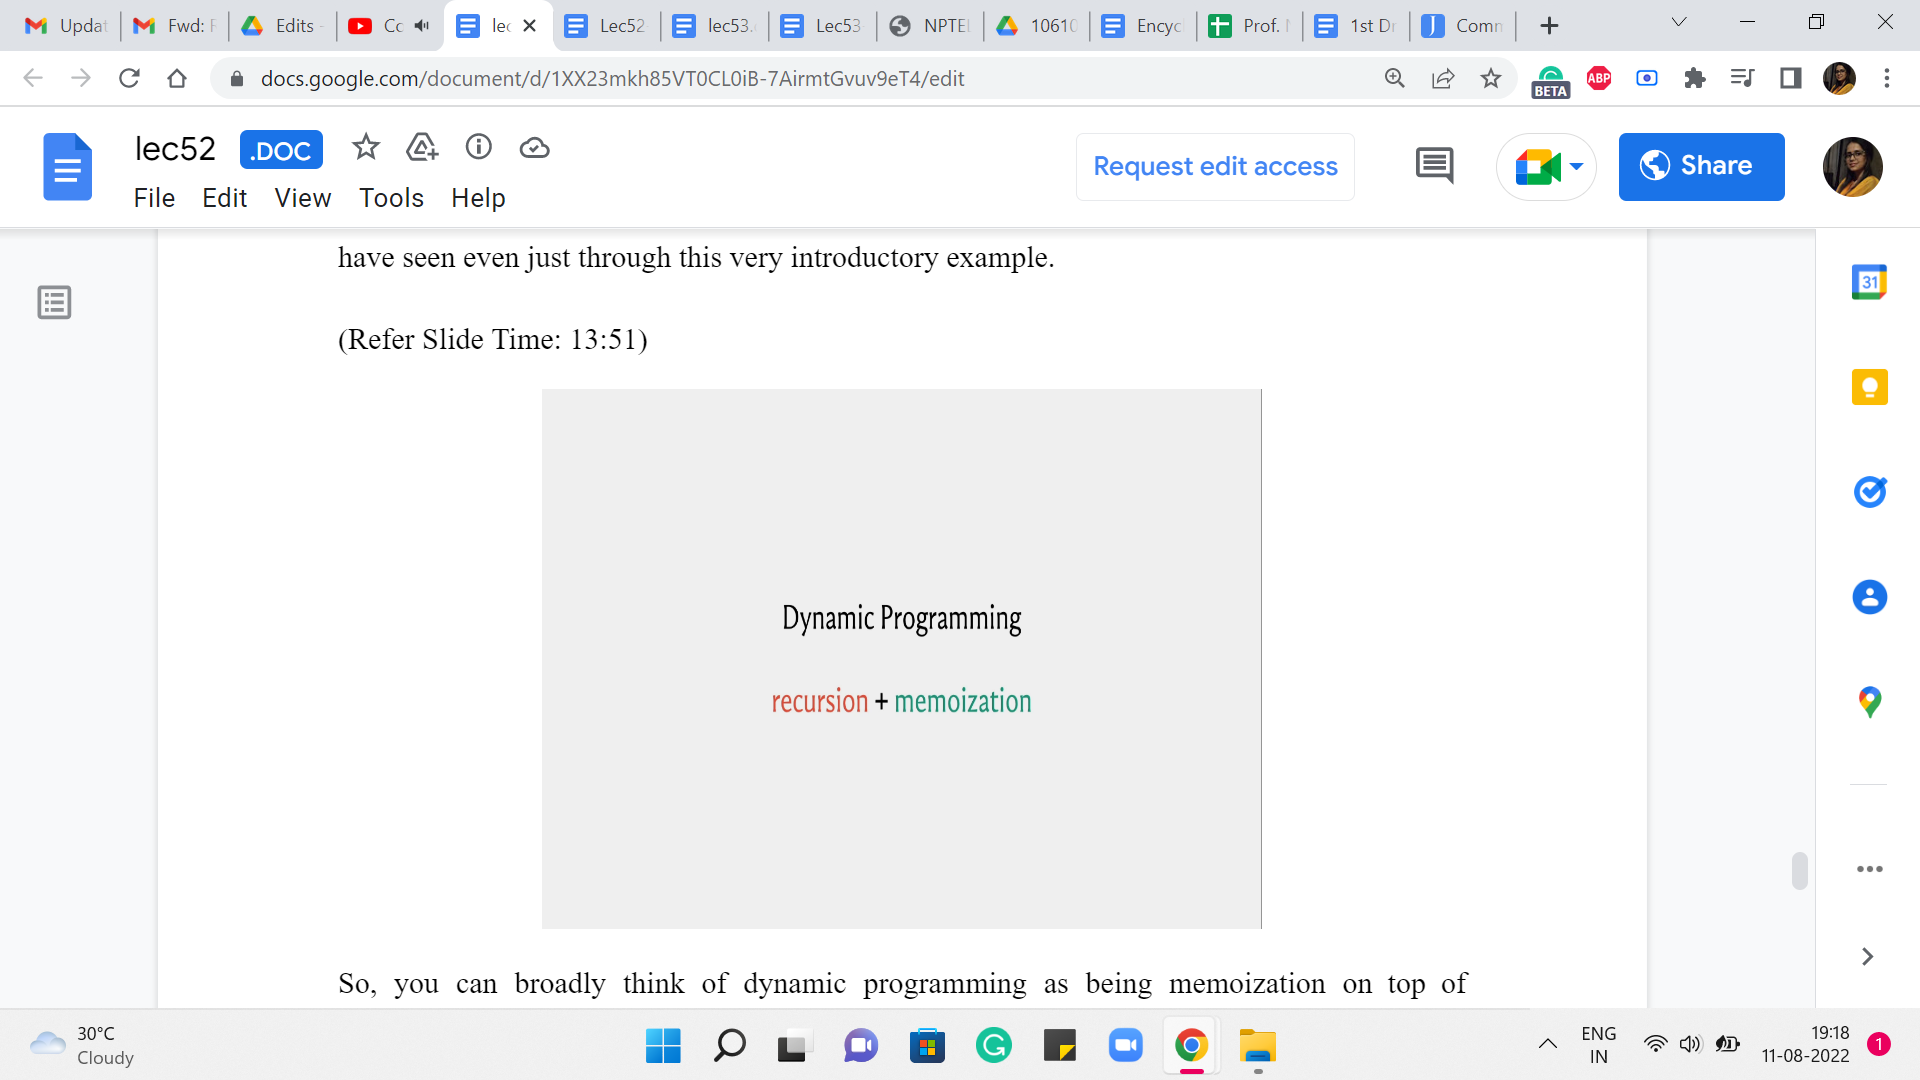 Updat
Fwd: F
Edits -
Cc
lec
Lec52
lec53.
Lec53
NPTEL
10610
Encyc
Prof. N
1st Dr
Comm
docs.google.com/document/d/1XX23mkh85VT0CL0iB-7AirmtGvuv9eT4/edit
BETA
ABP
lec52 .DOC
File Edit View Tools Help
Request edit access
Share
31
have seen even just through this very introductory example.
(Refer Slide Time: 13:51)
Dynamic Programming
recursion + memoization
So, you can broadly think of dynamic programming as being memoization on top of
30°C
Cloudy
ENG
IN
19:18
11-08-2022
1